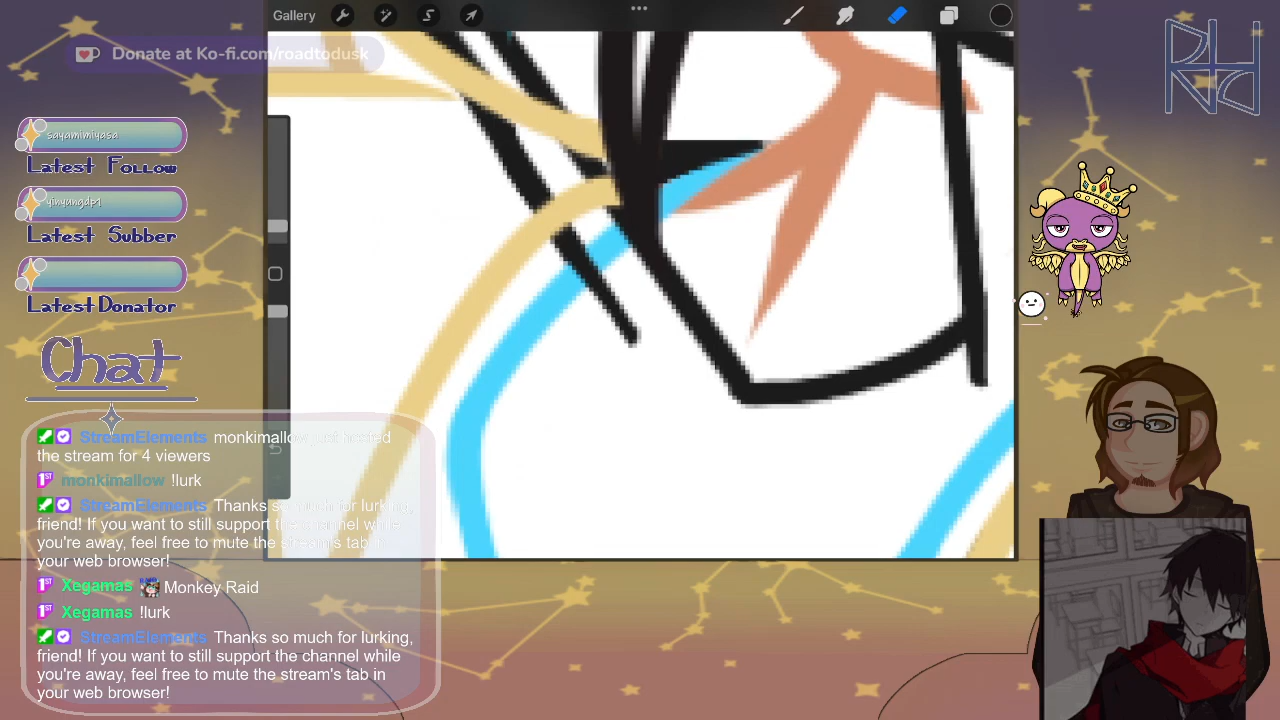 Gallery
Donate at Ko-fi.com/roadtodusk
sayamimiyasa
Latest Follow
yinyungdp1
Latest Subber
Latest Donator
Chat
StreamElements monkimallow just hosted
the stream for 4 viewers
monkimallow !lurk
StreamElements Thanks so much for lurking,
friend! If you want to still support the channel while
you're away, feel free to mute the stream's tab in
your web browser!
Xegamas Monkey Raid
Xegamas !lurk
StreamElements Thanks so much for lurking,
friend! If you want to still support the channel while
you're away, feel free to mute the stream's tab in
your web browser!